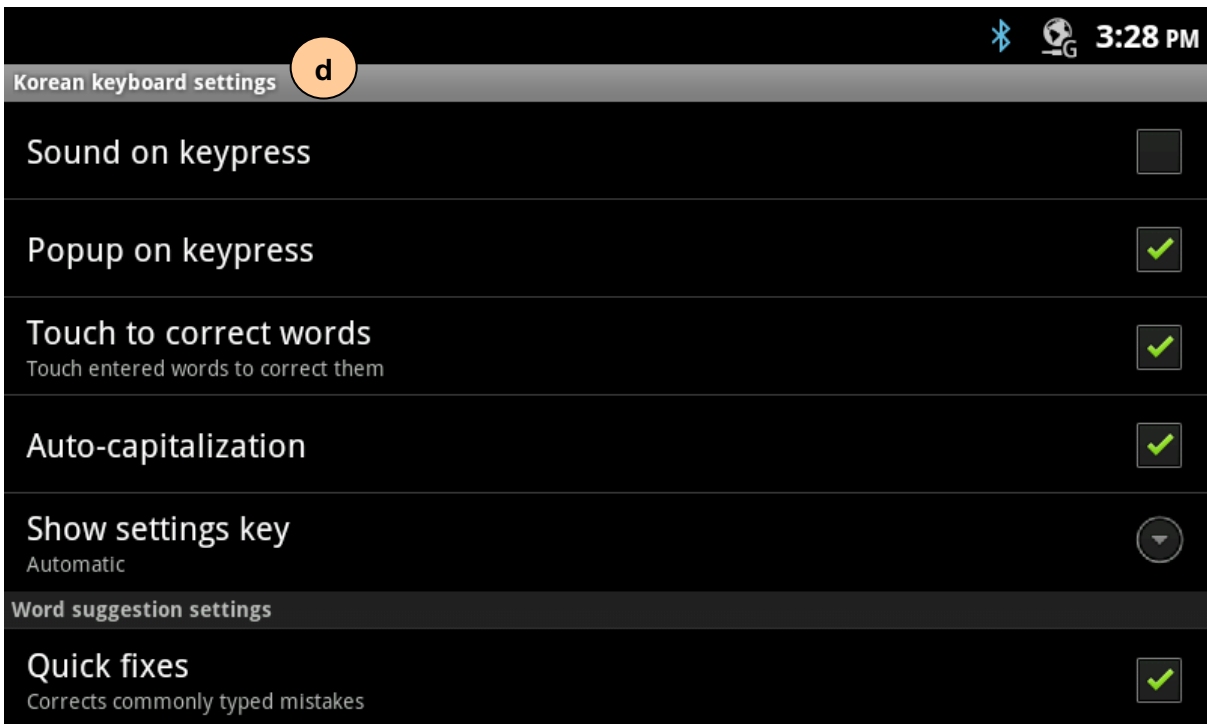 G 3:28 PM
d
Korean keyboard settings
Sound on keypress
Popup on keypress
Touch to correct words
Touch entered words to correct them
Auto-capitalization
Show settings key
Automatic
Word suggestion settings
Quick fixes
Corrects commonly typed mistakes